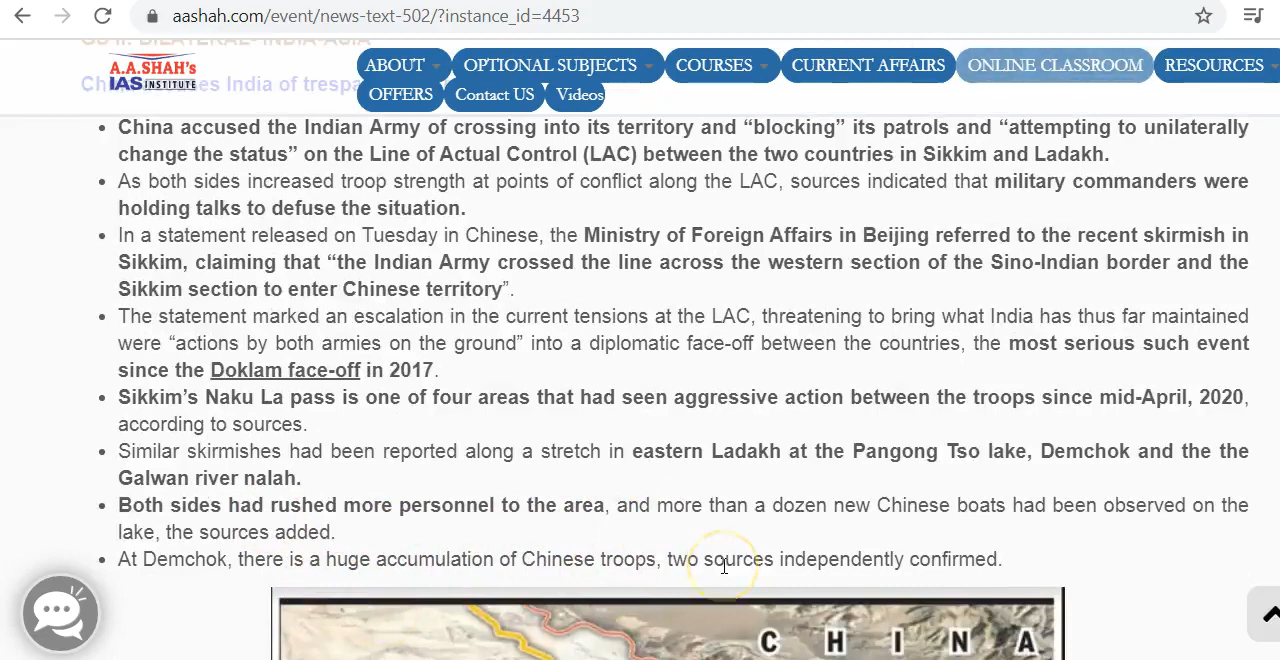 aashah.com/event/news-text-502/?instance_id=4453
A.A.SHAH's
IAS INSTITUTE
ABOUT
OPTIONAL SUBJECTS
COURSES
CURRENT AFFAIRS
ONLINE CLASSROOM
RESOURCES
OFFERS
Contact US
Videos
es India of trespa
• China accused the Indian Army of crossing into its territory and “blocking” its patrols and “attempting to unilaterally
change the status” on the Line of Actual Control (LAC) between the two countries in Sikkim and Ladakh.
• As both sides increased troop strength at points of conflict along the LAC, sources indicated that military commanders were
holding talks to defuse the situation.
• In a statement released on Tuesday in Chinese, the Ministry of Foreign Affairs in Beijing referred to the recent skirmish in
Sikkim, claiming that “the Indian Army crossed the line across the western section of the Sino-Indian border and the
Sikkim section to enter Chinese territory”.
• The statement marked an escalation in the current tensions at the LAC, threatening to bring what India has thus far maintained
were “actions by both armies on the ground” into a diplomatic face-off between the countries, the most serious such event
since the Doklam face-off in 2017.
• Sikkim’s Naku La pass is one of four areas that had seen aggressive action between the troops since mid-April, 2020,
according to sources.
• Similar skirmishes had been reported along a stretch in eastern Ladakh at the Pangong Tso lake, Demchok and the the
Galwan river nalah.
• Both sides had rushed more personnel to the area, and more than a dozen new Chinese boats had been observed on the
lake, the sources added.
• At Demchok, there is a huge accumulation of Chinese troops, two sources independently confirmed.
CHINA